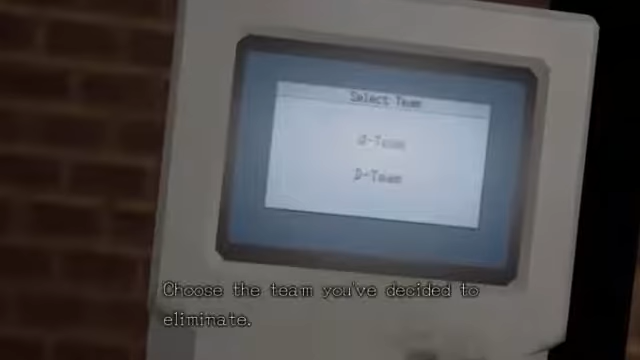 Select Team
D-Team
Choose the team you've decided to
eliminate.